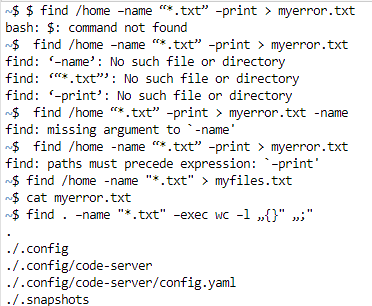 ~$ $ find /home –name “*.txt” –print > myerror.txt
bash: $: command not found
~$  find /home –name “*.txt” –print > myerror.txt
find: ‘–name’: No such file or directory
find: ‘“*.txt”’: No such file or directory
find: ‘–print’: No such file or directory
~$  find /home “*.txt” –print > myerror.txt -name
find: missing argument to `-name'
~$  find /home -name “*.txt” –print > myerror.txt
find: paths must precede expression: `–print'
~$ find /home -name "*.txt" > myfiles.txt
~$ cat myerror.txt
~$ find . –name "*.txt" –exec wc –l „{}" „;"
.
./.config
./.config/code-server
./.config/code-server/config.yaml
./.snapshots